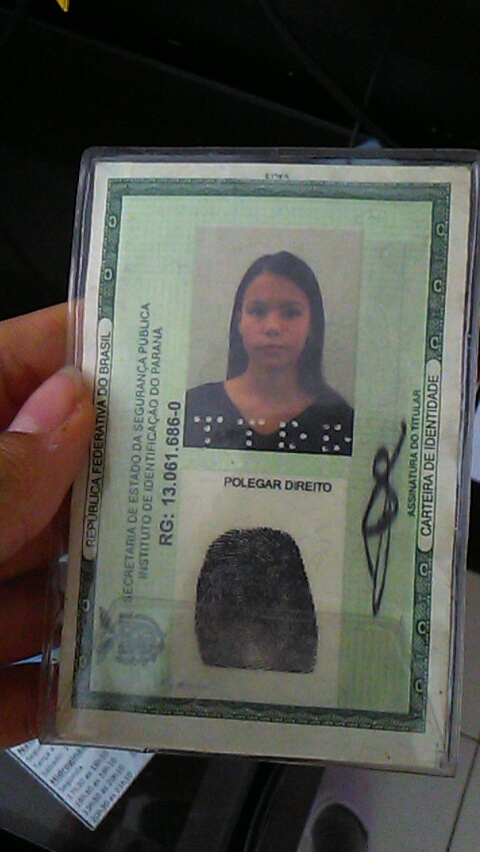 REPÚBLICA FEDERATIVA DO BRASIL
SECRETARIA DE ESTADO DA SEGURANÇA PÚBLICA
INSTITUTO DE IDENTIFICAÇÃO DO PARANÁ
RG: 13.061.686-0
POLEGAR DIREITO
ASSINATURA DO TITULAR
CARTEIRA DE IDENTIDADE